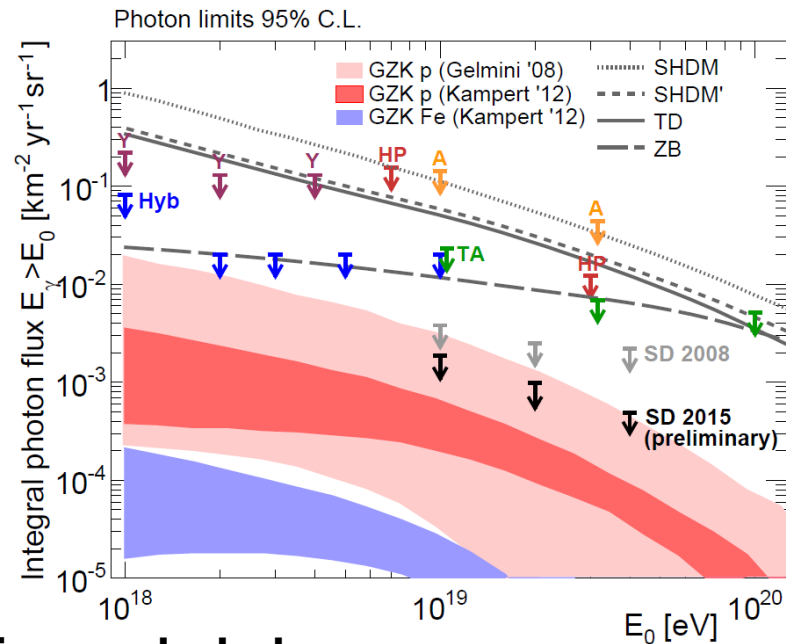 Photon limits 95% C.L.
Integral photon flux E_γ>E_0 [km^-2 yr^-1 sr^-1]
1
10^-1
10^-2
10^-3
10^-4
10^-5
GZK p (Gelmini '08)
GZK p (Kampert '12)
GZK Fe (Kampert '12)
SHDM
SHDM'
TD
ZB
Y
Y
Y
HP
A
A
Hyb
TA
HP
SD 2008
SD 2015
(preliminary)
10^18
10^19
10^20
E_0 [eV]